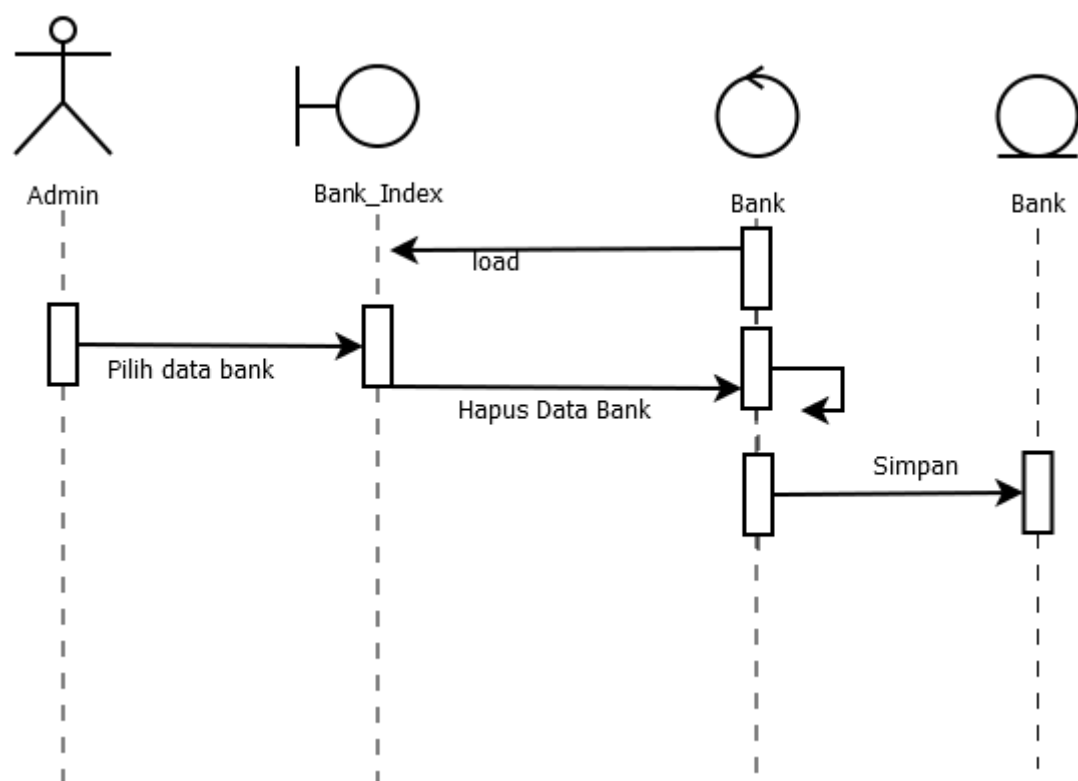 Admin
Bank_Index
Bank
Bank
load
Pilih data bank
Hapus Data Bank
Simpan